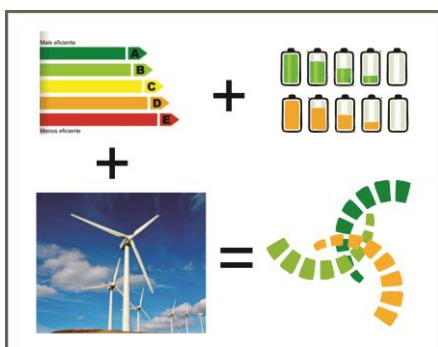 Mais eficiente
A
B
C
D
E
Menos eficiente
+
+
=